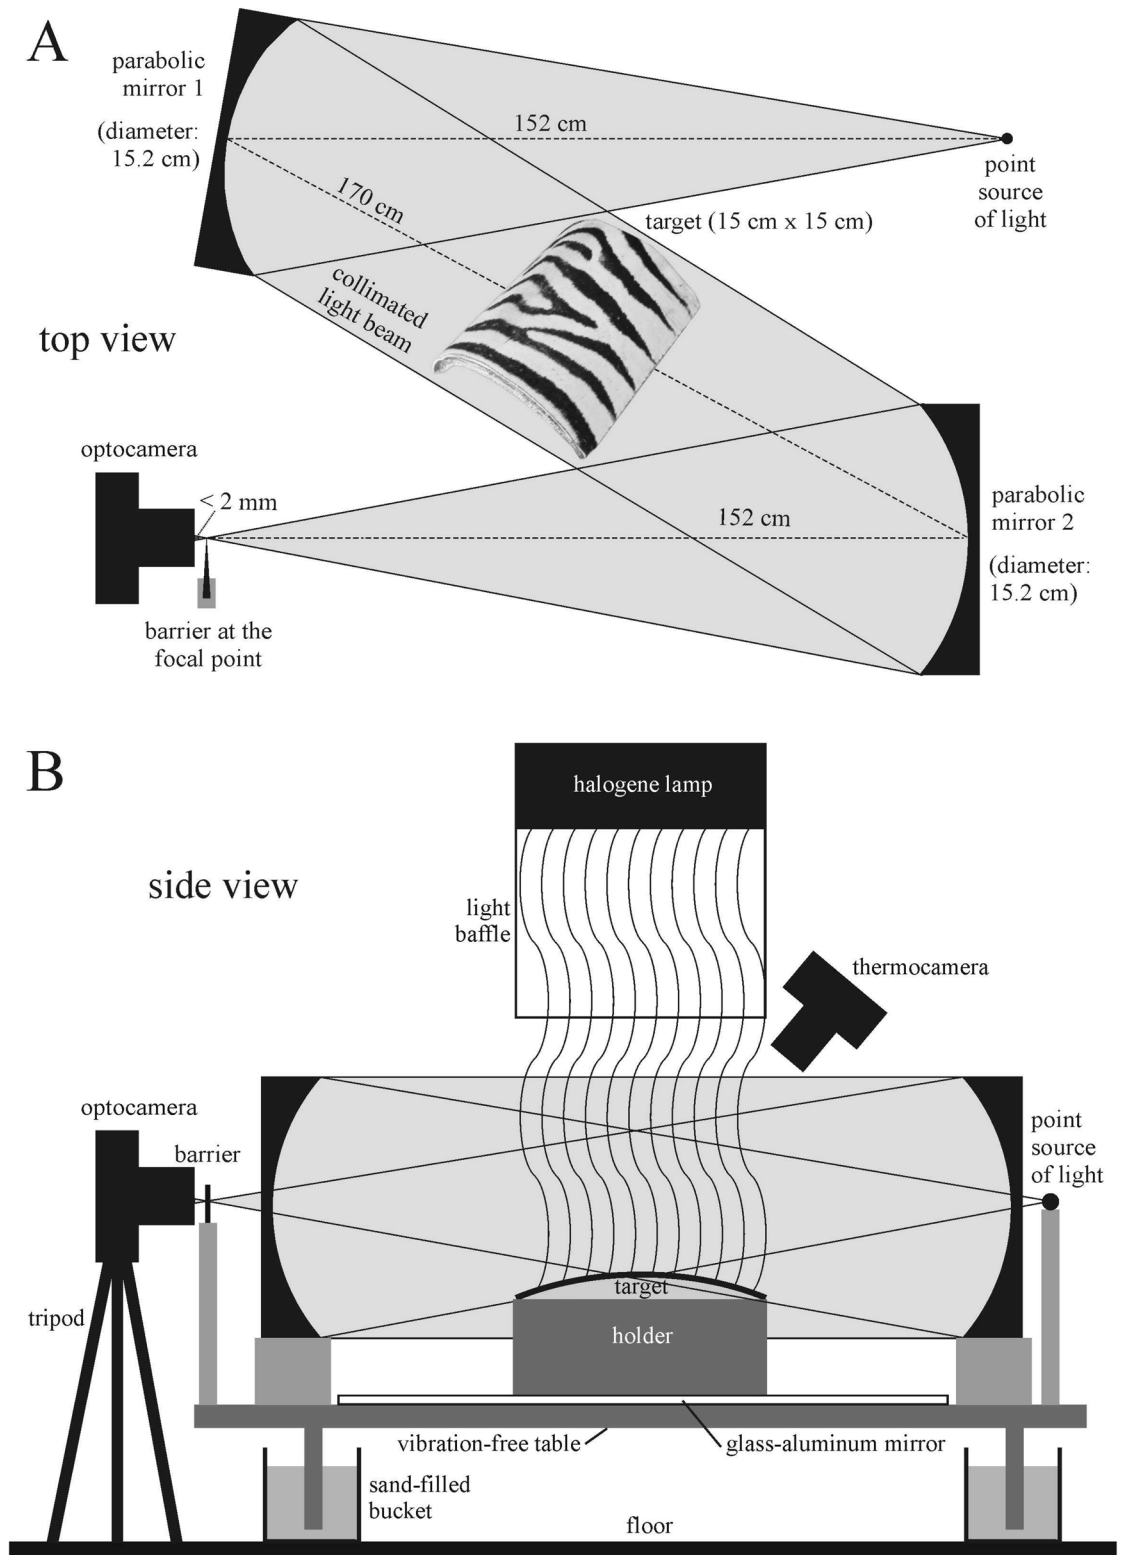 A
parabolic
mirror 1
(diameter:
15.2 cm)
152 cm
point
source
of light
170 cm
target (15 cm x 15 cm)
collimated
light beam
top view
optocamera
< 2 mm
152 cm
parabolic
mirror 2
(diameter:
15.2 cm)
barrier at the
focal point
B
halogene lamp
side view
light
baffle
thermocamera
optocamera
barrier
point
source
of light
target
tripod
holder
vibration-free table
glass-aluminum mirror
sand-filled
bucket
floor